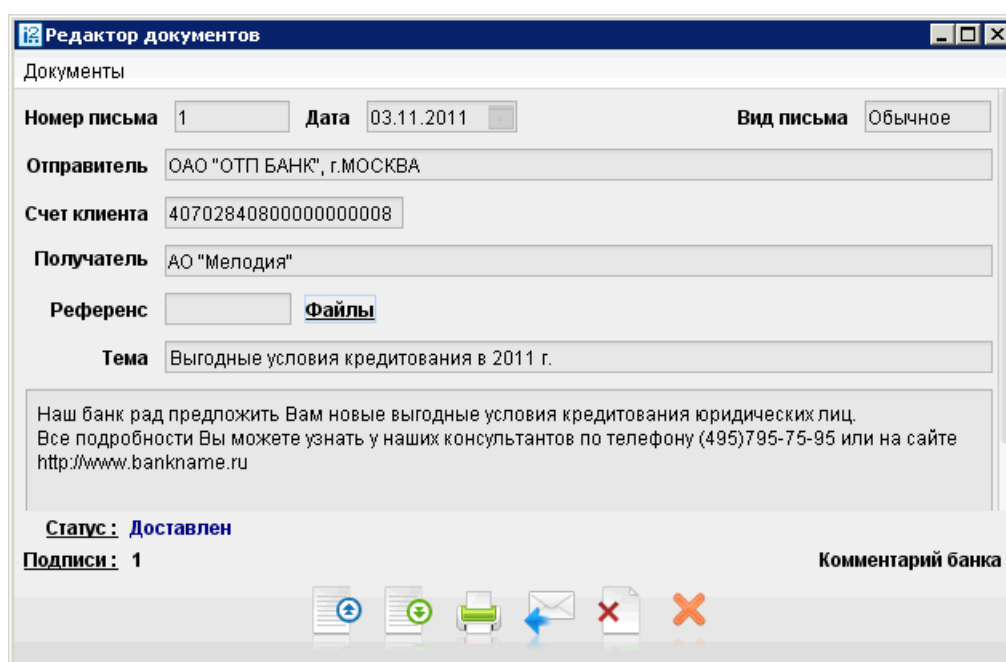 Редактор документов
Документы
Номер письма 1 Дата 03.11.2011 Вид письма Обычное
Отправитель ОАО "ОТП БАНК", г.МОСКВА
Счет клиента 40702840800000000008
Получатель АО "Мелодия"
Референс Файлы
Тема Выгодные условия кредитования в 2011 г.
Наш банк рад предложить Вам новые выгодные условия кредитования юридических лиц.
Все подробности Вы можете узнать у наших консультантов по телефону (495)795-75-95 или на сайте
http://www.bankname.ru
Статус : Доставлен
Подписи : 1 Комментарий банка